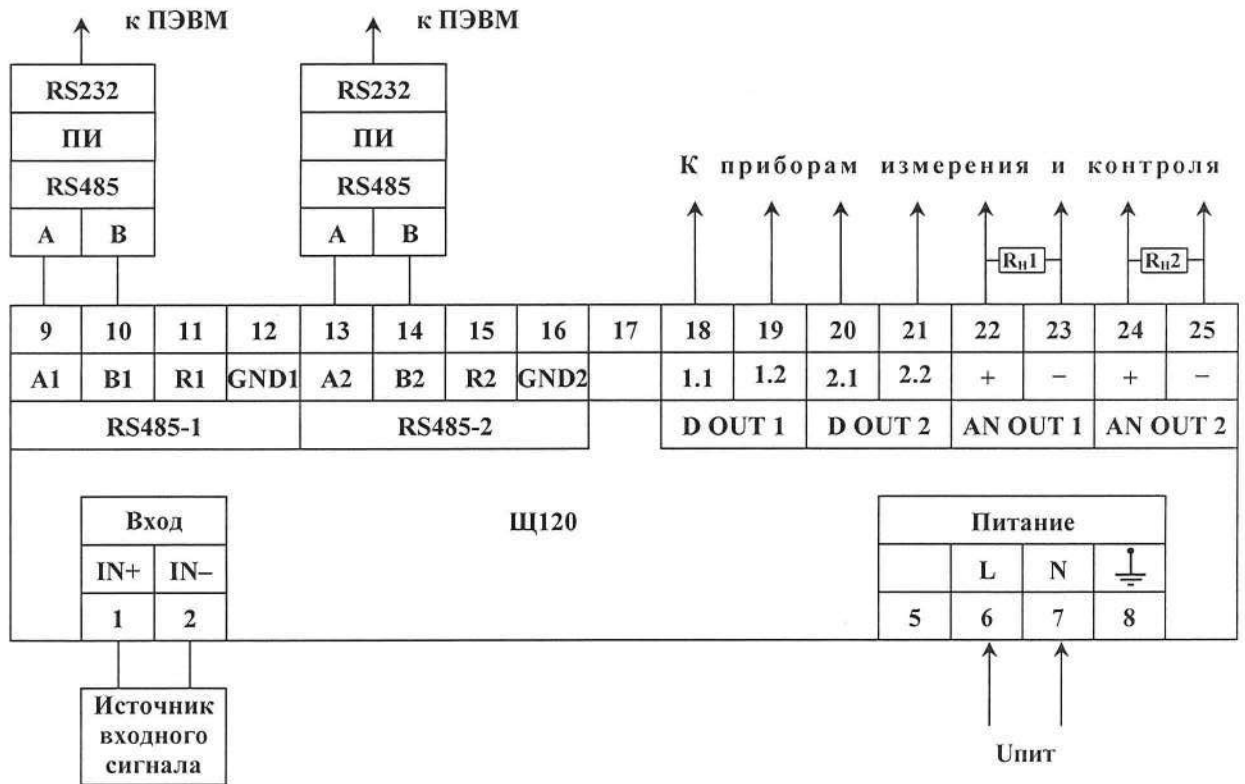 к ПЭВМ к ПЭВМ
RS232 RS232
ПИ ПИ
RS485 RS485
A B A B
К приборам измерения и контроля
Rн1 Rн2
9 10 11 12 13 14 15 16 17 18 19 20 21 22 23 24 25
A1 B1 R1 GND1 A2 B2 R2 GND2 1.1 1.2 2.1 2.2 + − + −
RS485-1 RS485-2 D OUT 1 D OUT 2 AN OUT 1 AN OUT 2
Вход Щ120 Питание
IN+ IN− L N
1 2 5 6 7 8
Источник
входного
сигнала
Uпит